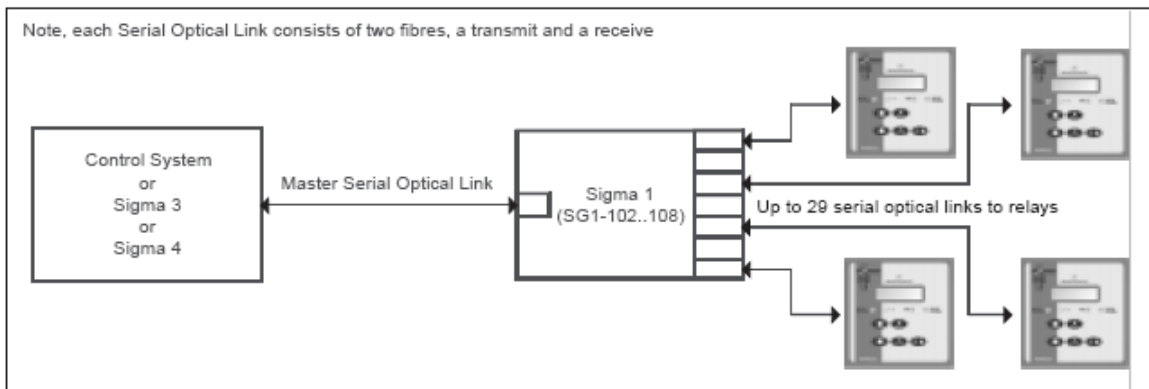 Note, each Serial Optical Link consists of two fibres, a transmit and a receive
Control System
or
Sigma 3
or
Sigma 4
Master Serial Optical Link
Sigma 1
(SG1-102..108)
Up to 29 serial optical links to relays